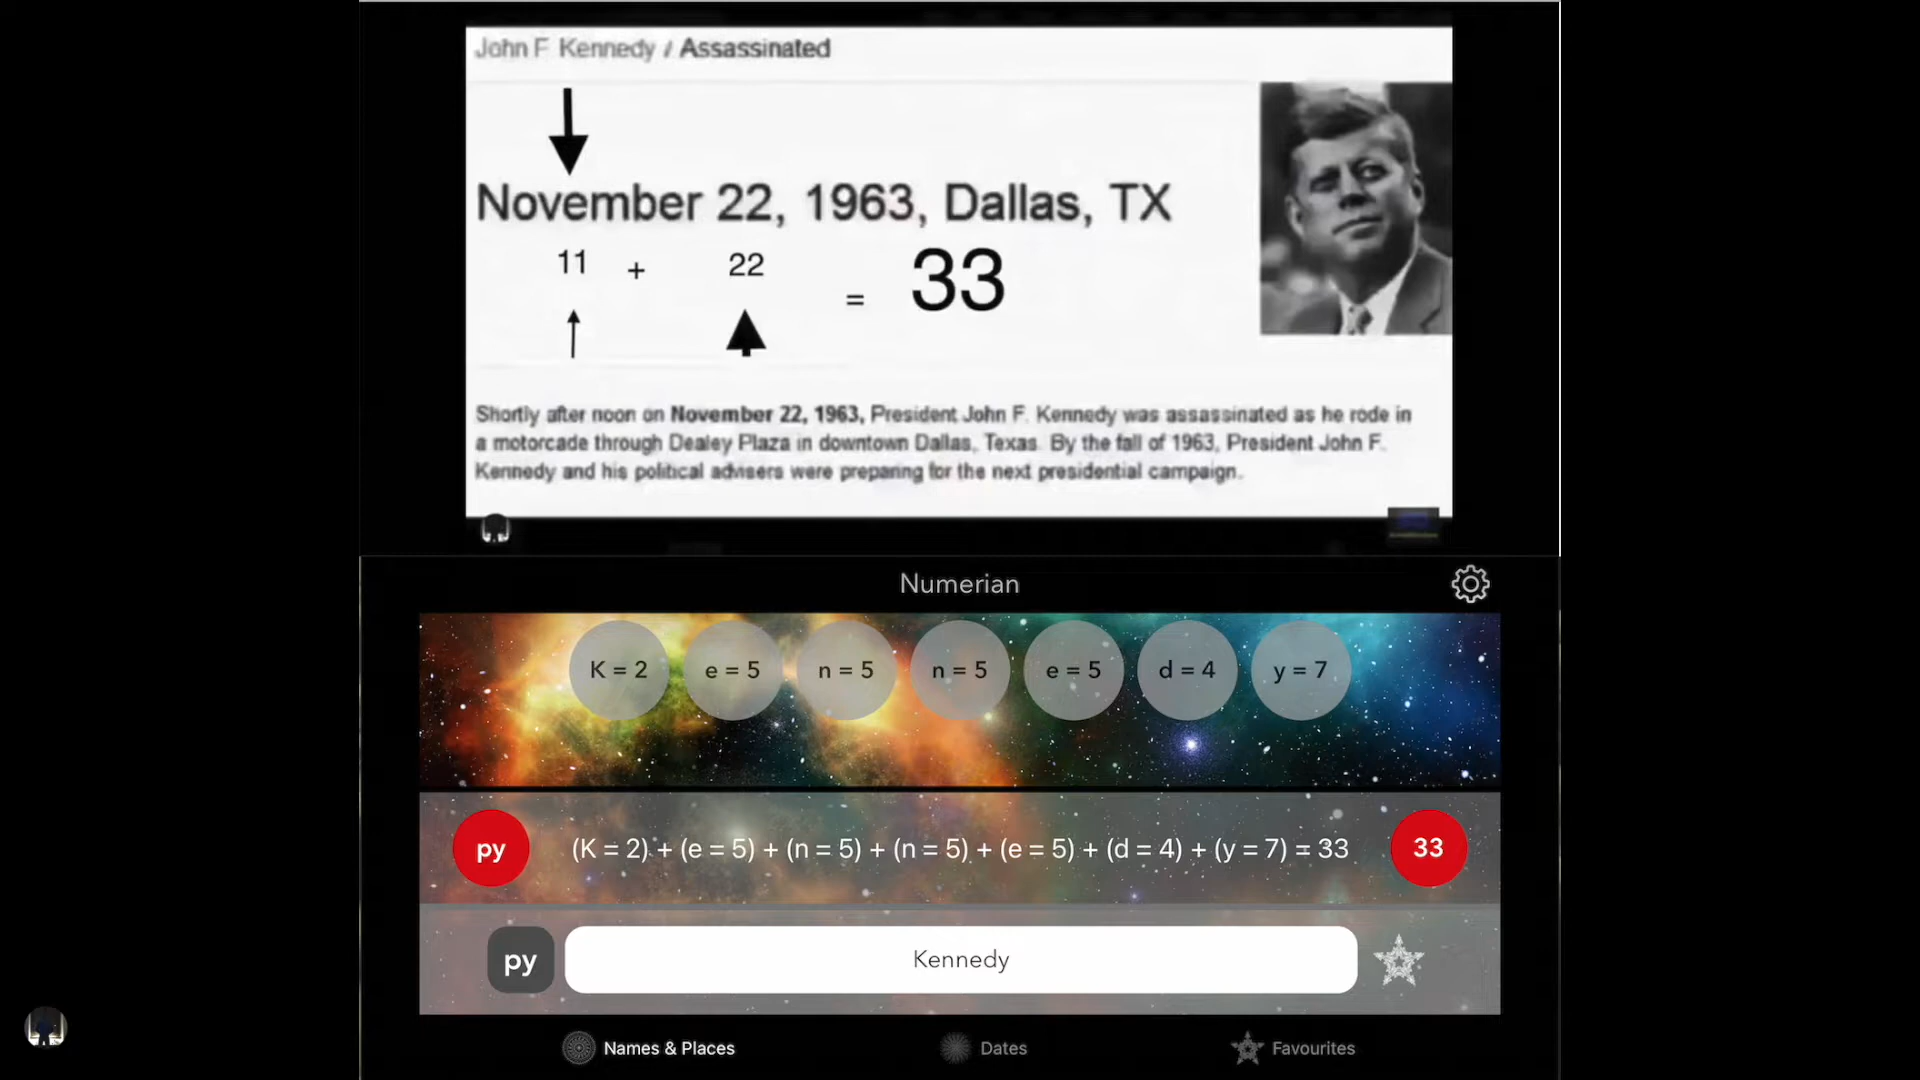 John F Kennedy / Assassinated
November 22, 1963, Dallas, TX
11 + 22 = 33
Shortly after noon on November 22, 1963, President John F. Kennedy was assassinated as he rode in
a motorcade through Dealey Plaza in downtown Dallas, Texas. By the fall of 1963, President John F.
Kennedy and his political advisers were preparing for the next presidential campaign.
Numerian
K = 2 e = 5 n = 5 n = 5 e = 5 d = 4 y = 7
py (K = 2) + (e = 5) + (n = 5) + (n = 5) + (e = 5) + (d = 4) + (y = 7) = 33 33
py Kennedy
Names & Places Dates Favourites